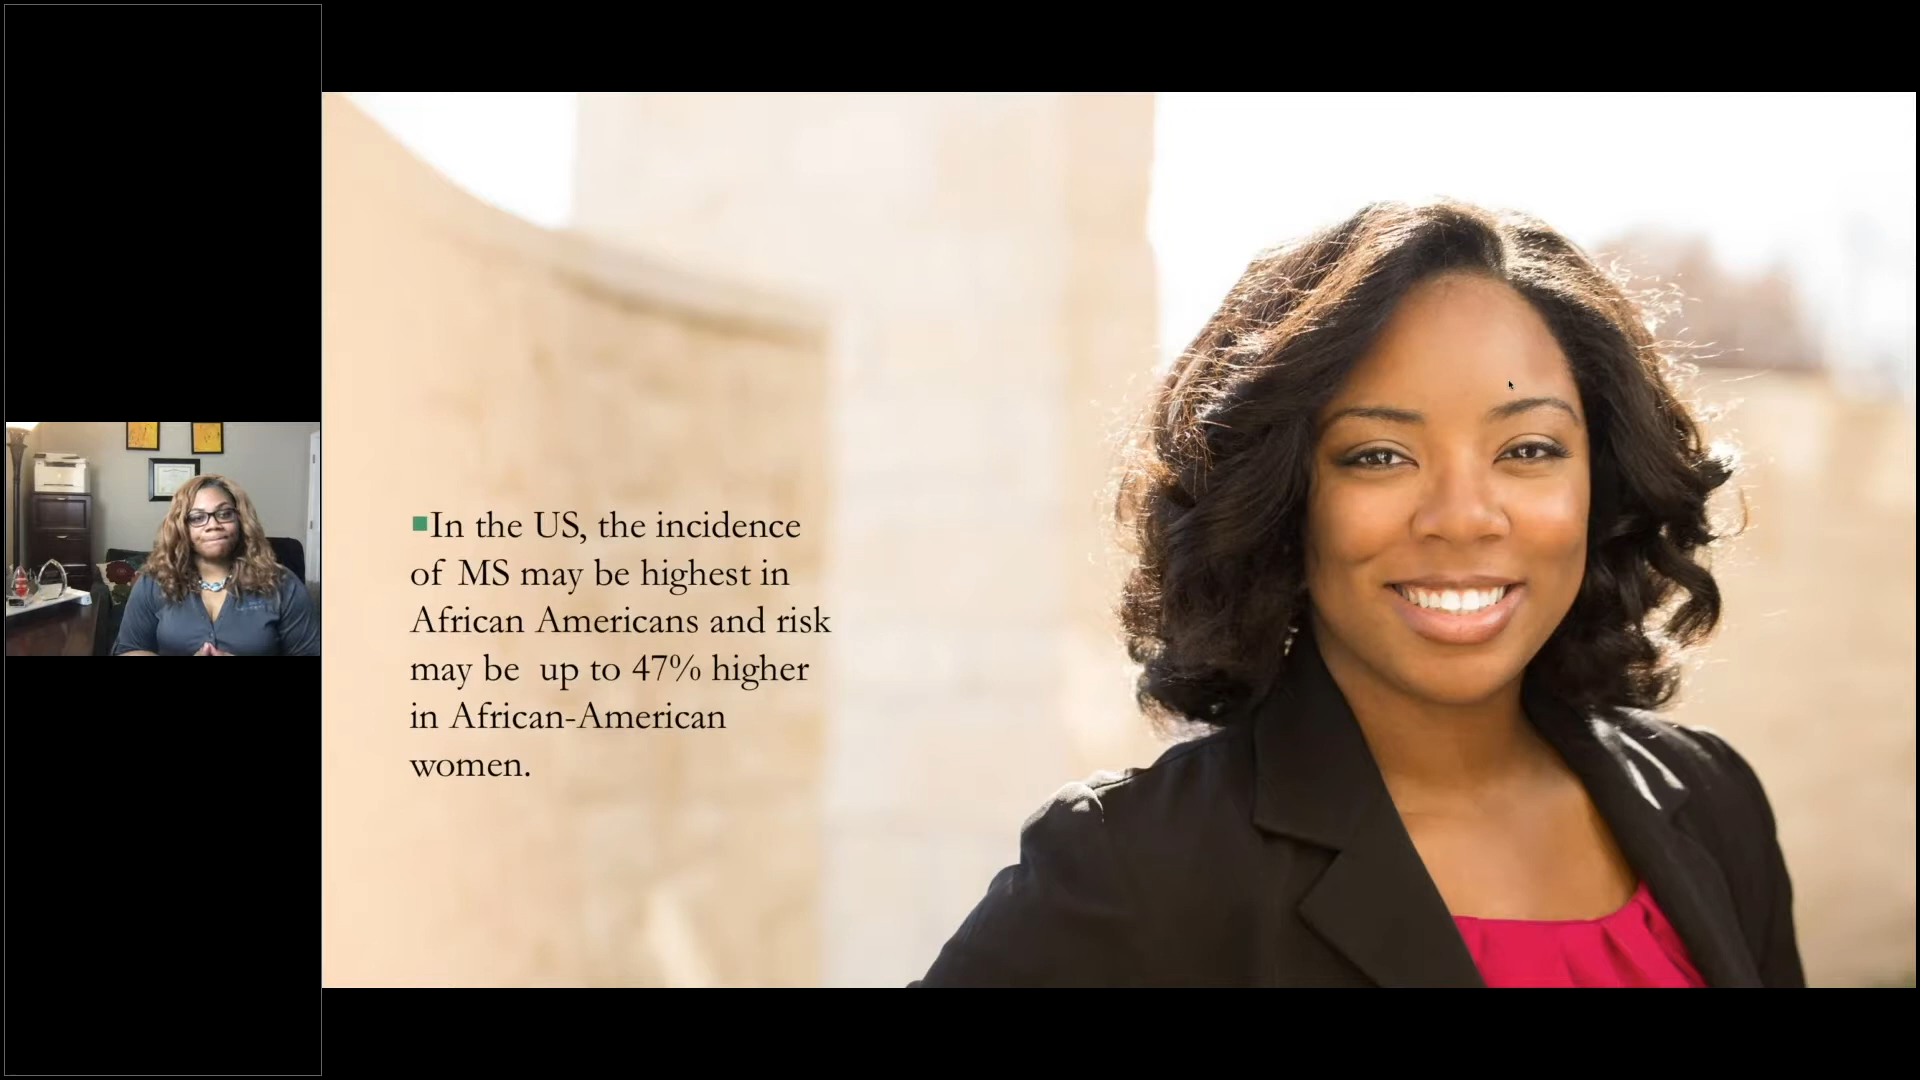 In the US, the incidence
of MS may be highest in
African Americans and risk
may be up to 47% higher
in African-American
women.